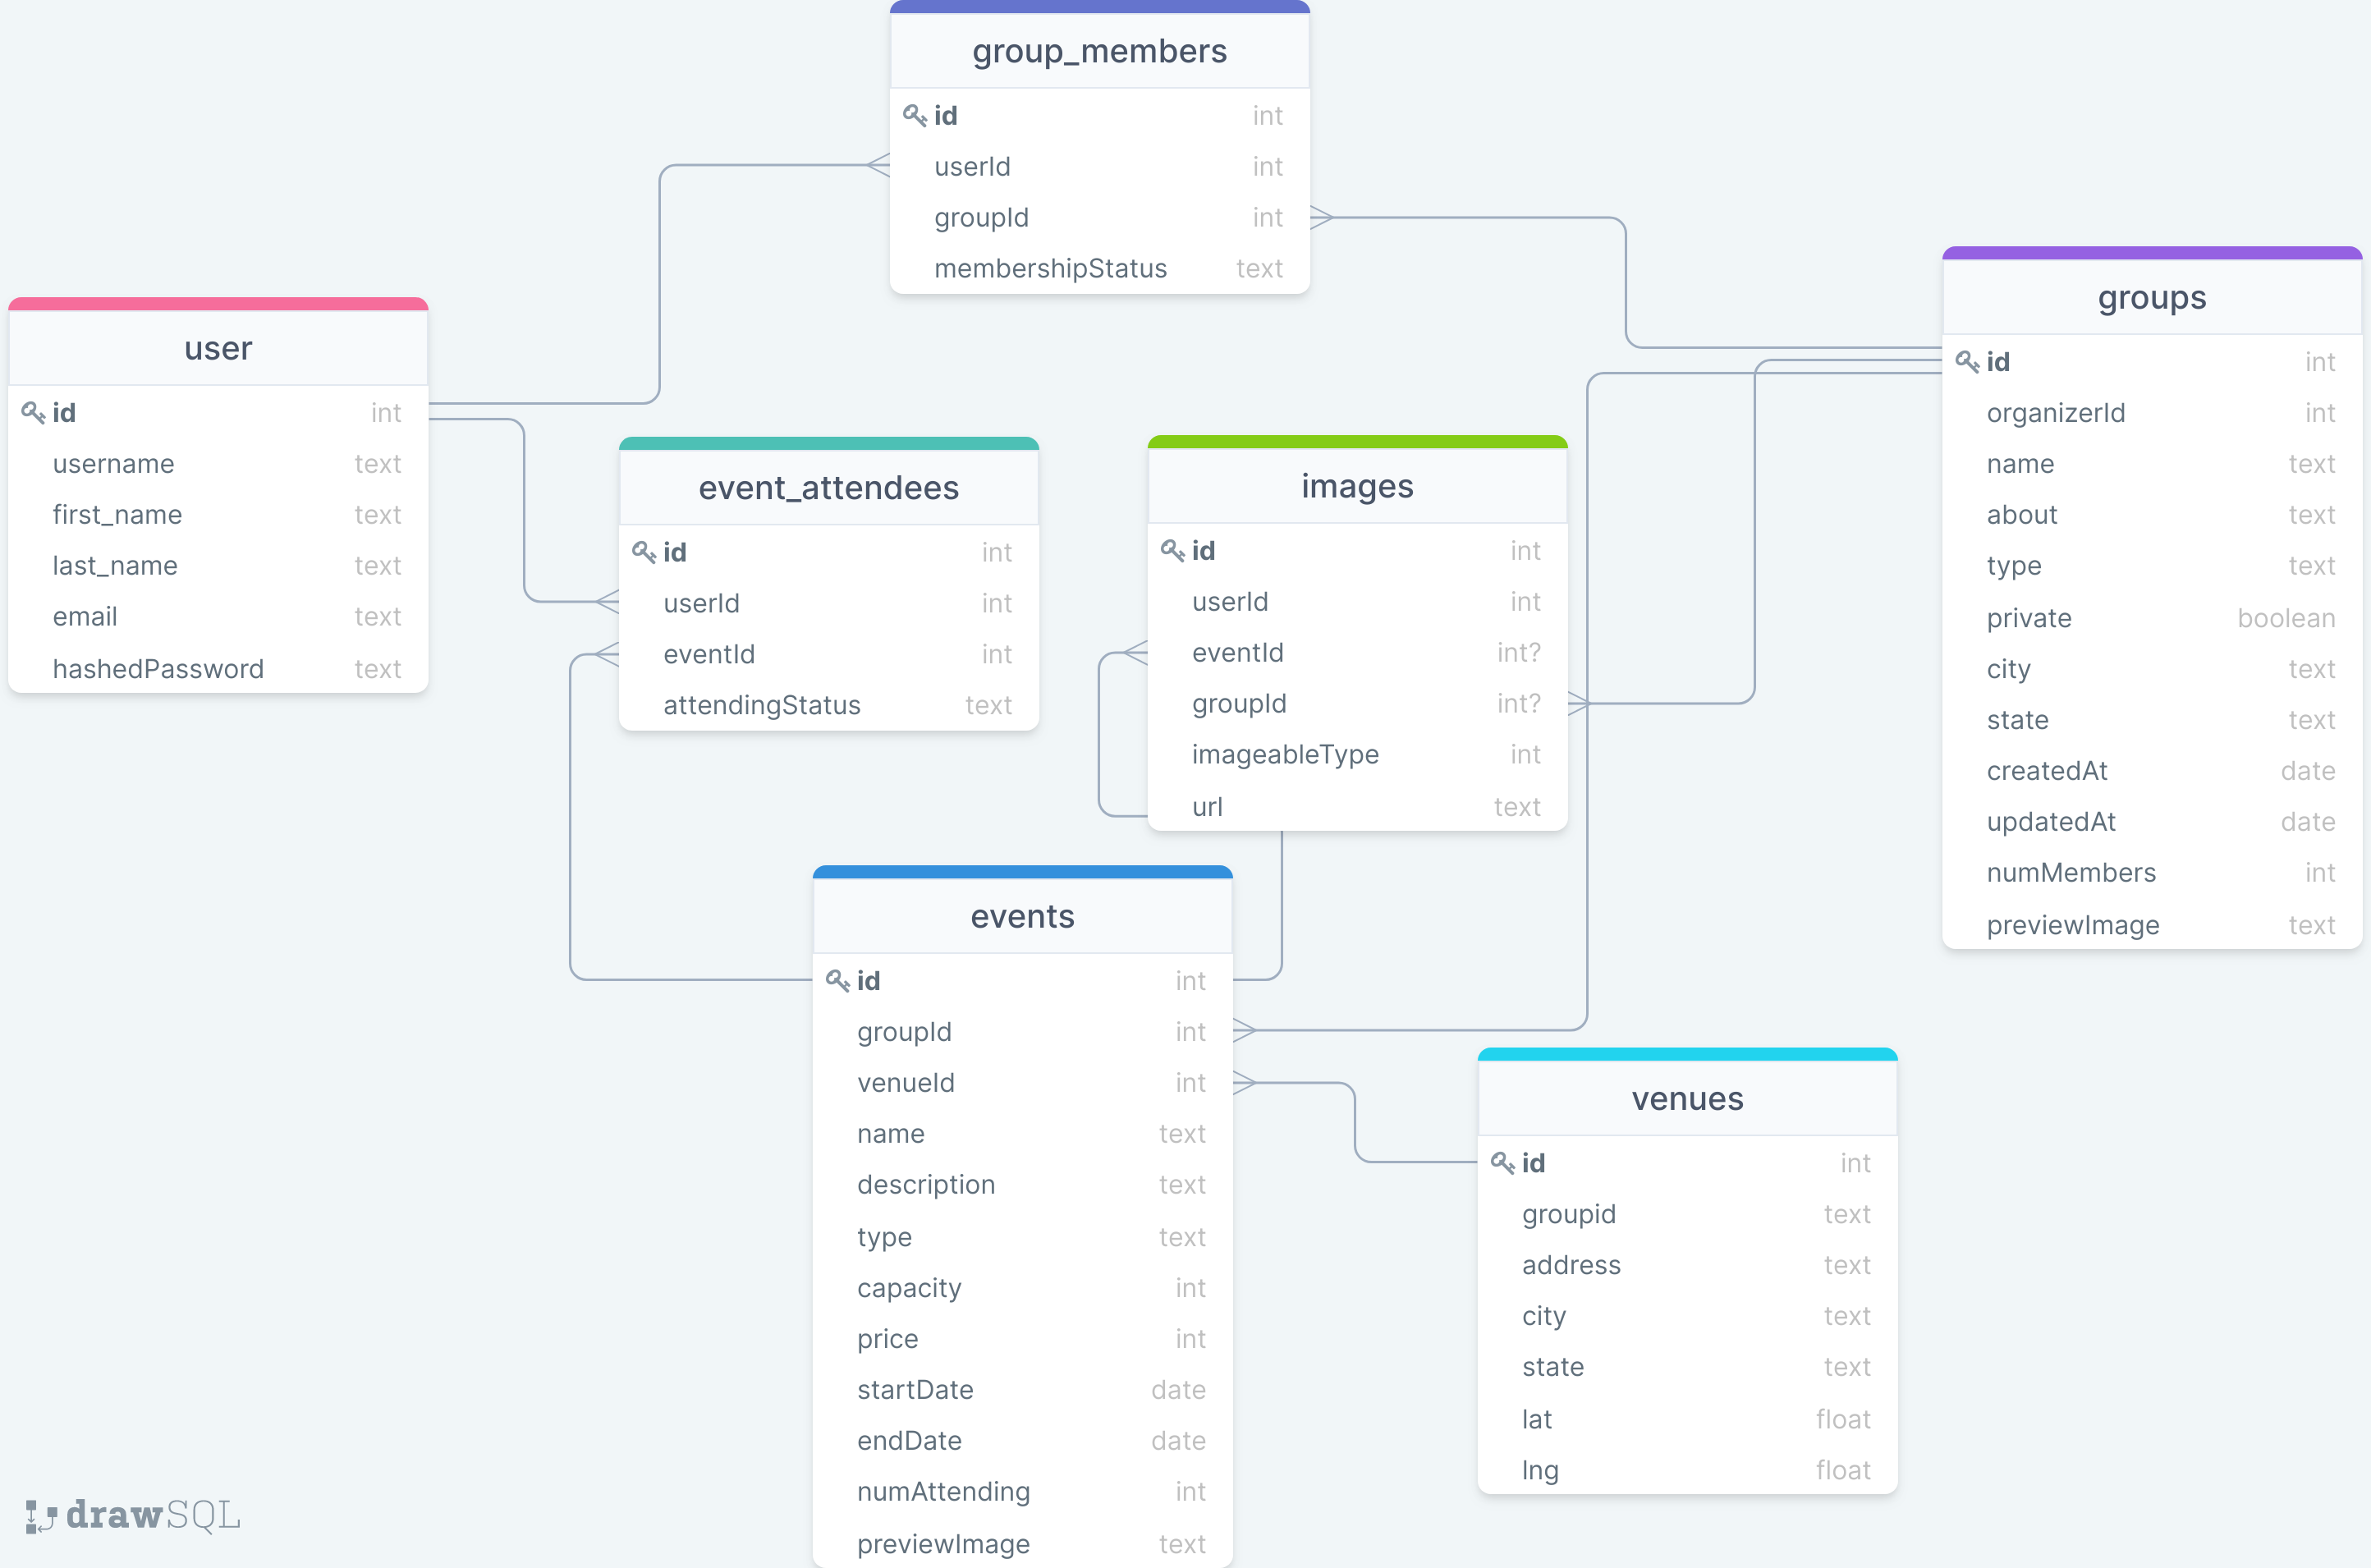 group_members
id int
userId int
groupId int
membershipStatus text
user
id int
username text
first_name text
last_name text
email text
hashedPassword text
event_attendees
id int
userId int
eventId int
attendingStatus text
images
id int
userId int
eventId int?
groupId int?
imageableType int
url text
groups
id int
organizerId int
name text
about text
type text
private boolean
city text
state text
createdAt date
updatedAt date
numMembers int
previewImage text
events
id int
groupId int
venueId int
name text
description text
type text
capacity int
price int
startDate date
endDate date
numAttending int
previewImage text
venues
id int
groupid text
address text
city text
state text
lat float
lng float
drawSQL